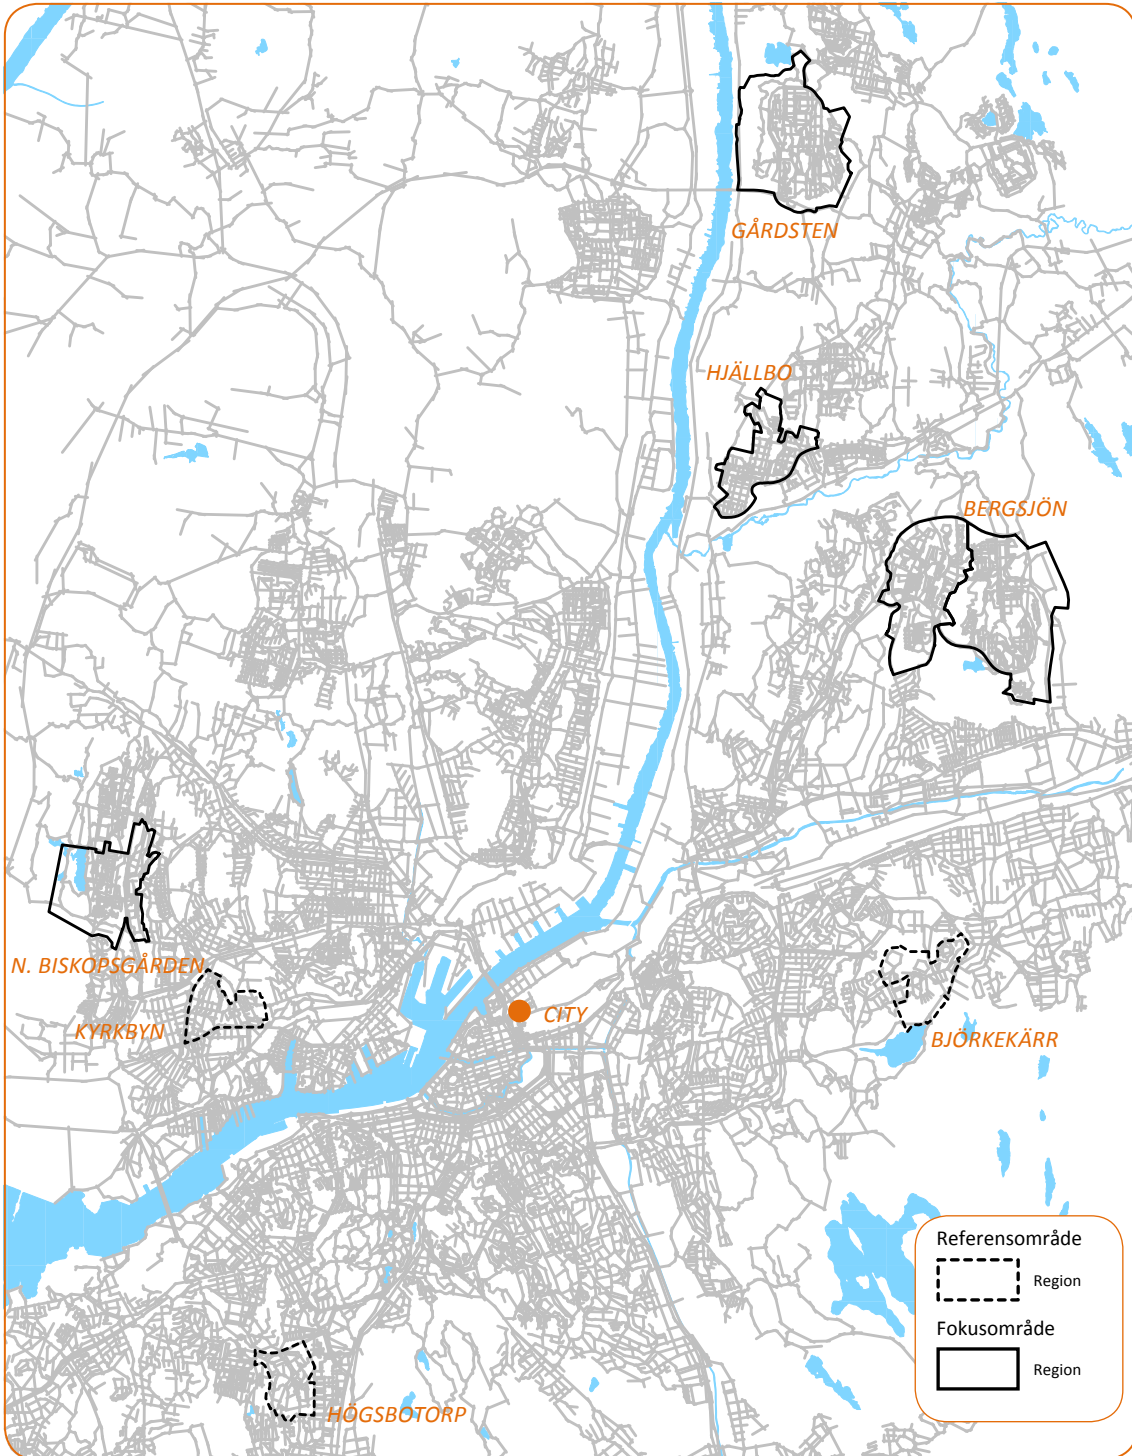 GÅRDSTEN
HJÄLLBO
BERGSJÖN
N. BISKOPSGÅRDEN
KYRKBYN
CITY
BJÖRKEKÄRR
HÖGSBOTORP
Referensområde
Region
Fokusområde
Region